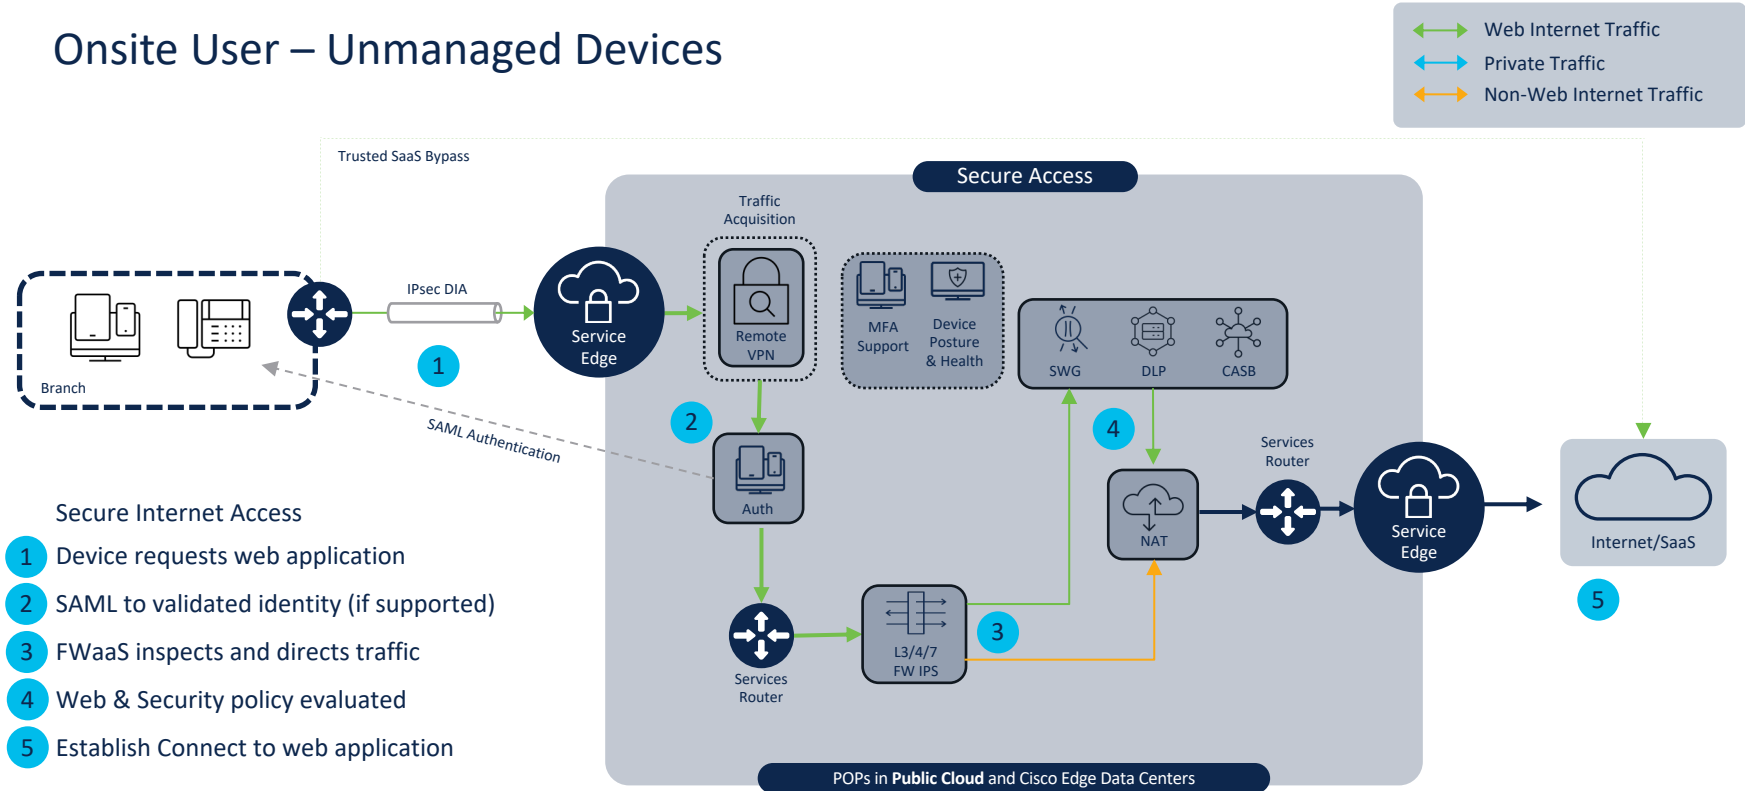 Onsite User – Unmanaged Devices
Web Internet Traffic
Private Traffic
Non-Web Internet Traffic
Trusted SaaS Bypass
Secure Access
Traffic
Acquisition
IPsec DIA
Service
Edge
Remote
VPN
MFA
Support
Device
Posture
& Health
SWG
DLP
CASB
Branch
1
SAML Authentication
2
Auth
4
Services
Router
NAT
Service
Edge
Internet/SaaS
5
Services
Router
L3/4/7
FW IPS
3
Secure Internet Access
1 Device requests web application
2 SAML to validated identity (if supported)
3 FWaaS inspects and directs traffic
4 Web & Security policy evaluated
5 Establish Connect to web application
POPs in Public Cloud and Cisco Edge Data Centers